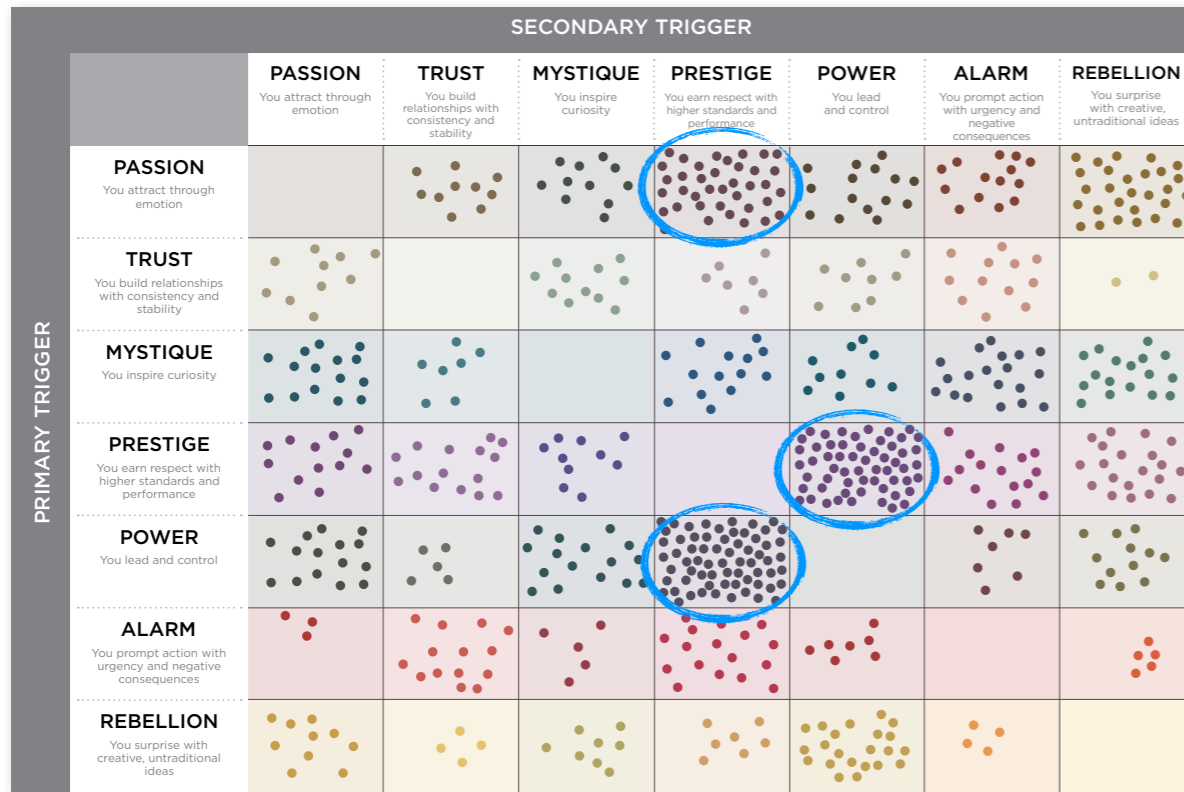 SECONDARY TRIGGER
PASSION
You attract through
emotion
TRUST
You build
relationships with
consistency and
stability
MYSTIQUE
You inspire
curiosity
PRESTIGE
You earn respect with
higher standards and
performance
POWER
You lead
and control
ALARM
You prompt action
with urgency and
negative
consequences
REBELLION
You surprise
with creative,
untraditional ideas
PRIMARY TRIGGER
PASSION
You attract through
emotion
TRUST
You build relationships
with consistency and
stability
MYSTIQUE
You inspire curiosity
PRESTIGE
You earn respect with
higher standards and
performance
POWER
You lead and control
ALARM
You prompt action with
urgency and negative
consequences
REBELLION
You surprise with
creative, untraditional
ideas